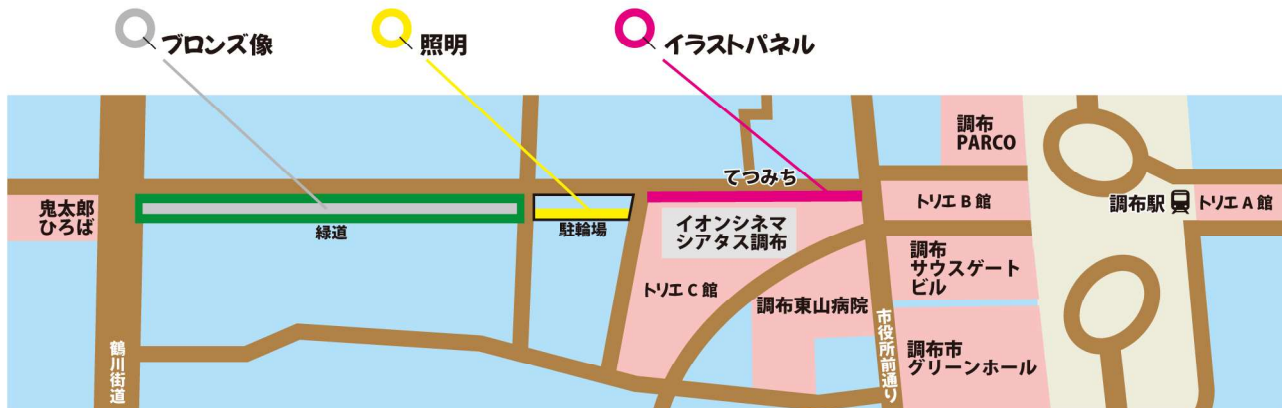 ブロンズ像
照明
イラストパネル
調布
PARCO
てつみち
鬼太郎
ひろば
緑道
駐輪場
イオンシネマ
シアタス調布
トリエB館
調布駅
トリエA館
トリエC館
調布東山病院
調布
サウスゲート
ビル
鶴川街道
市役所前通り
調布市
グリーンホール